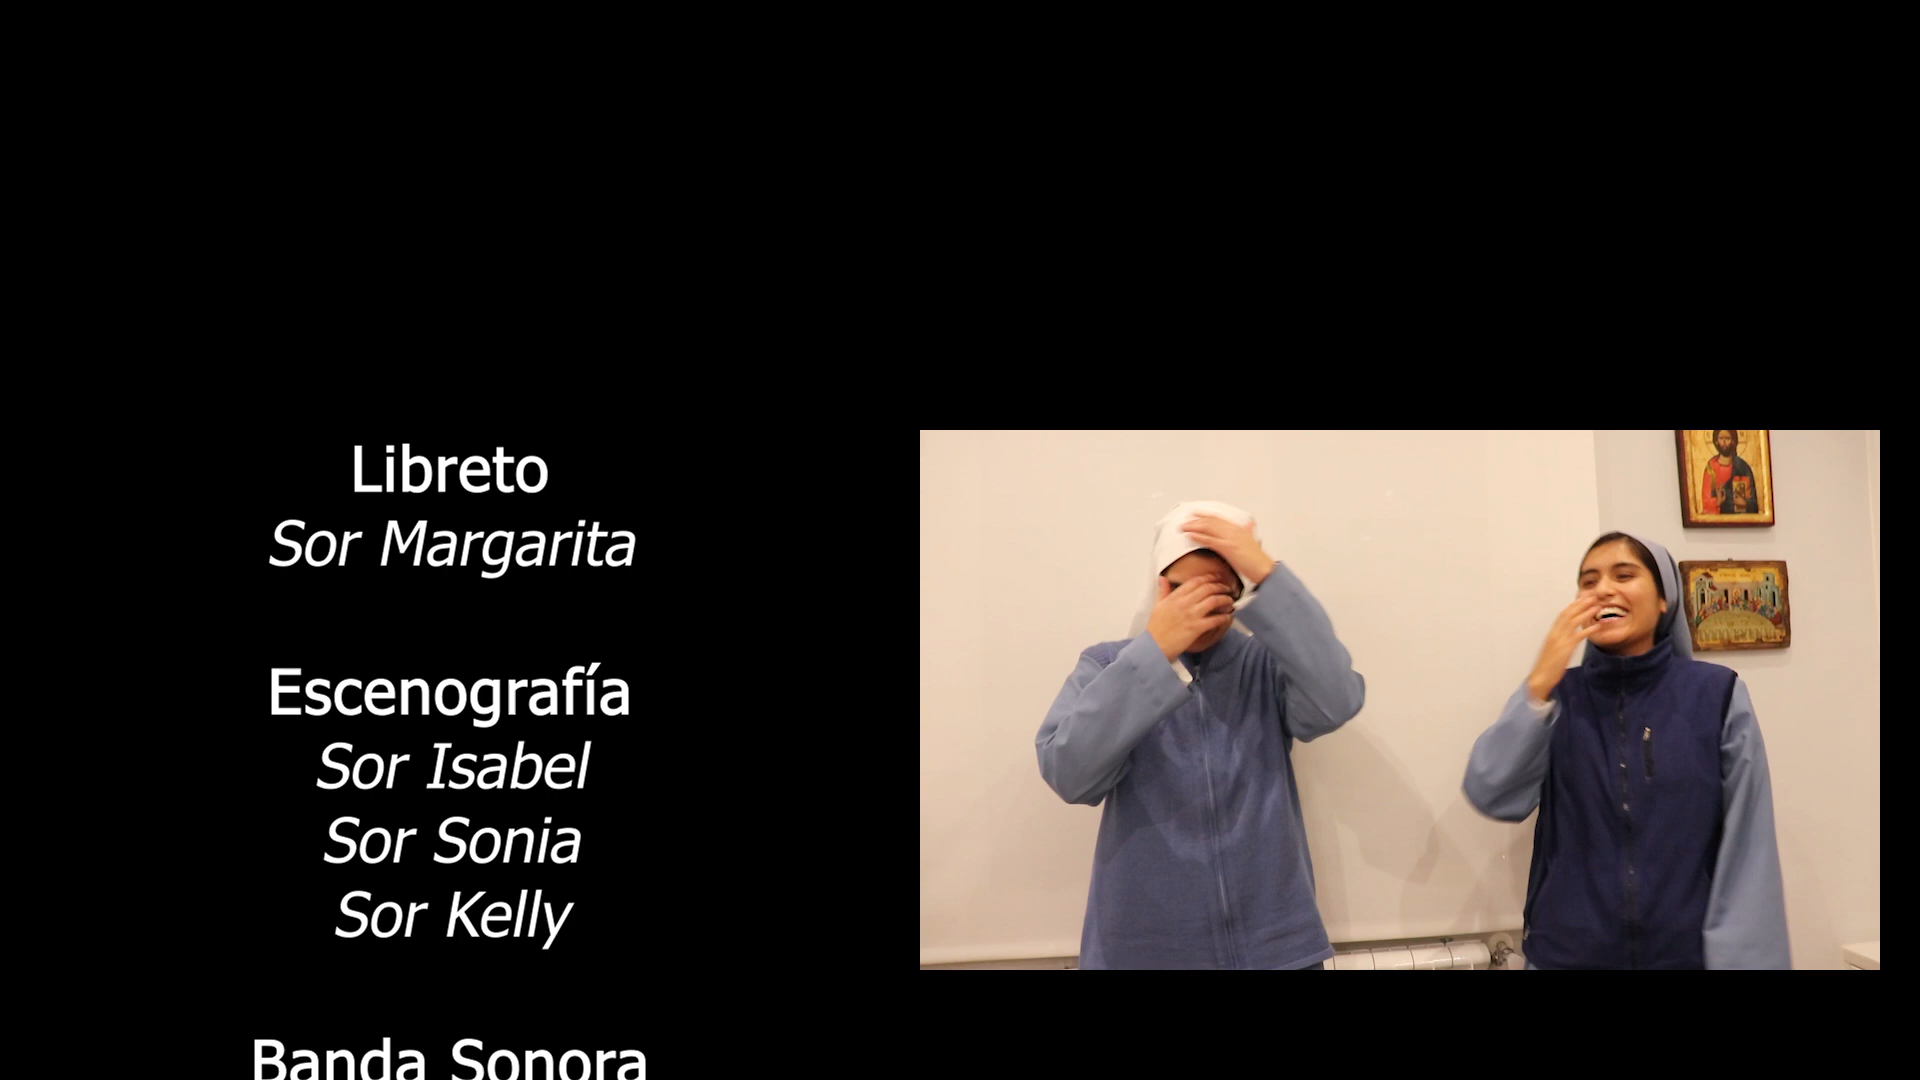 Libreto
Sor Margarita
Escenografía
Sor Isabel
Sor Sonia
Sor Kelly
Banda Sonora